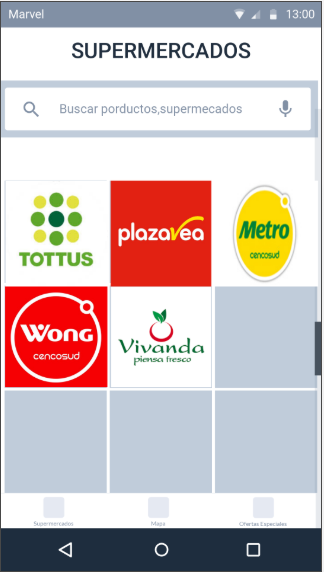 Marvel 13:00
SUPERMERCADOS
Buscar porductos,supermecados
TOTTUS
plazavea
Metro
cencosud
Wong
cencosud
Vivanda
piensa fresco
Supermercados Mapa Ofertas Especiales